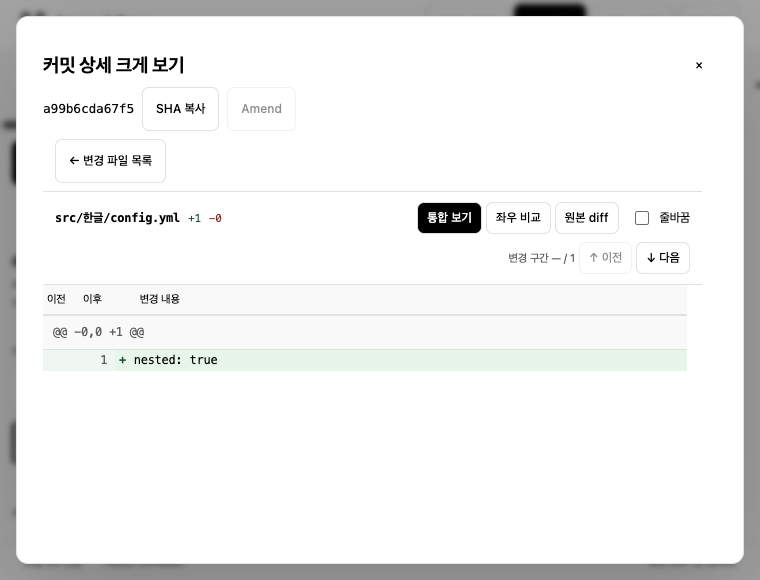 커밋 상세 크게 보기 ×
a99b6cda67f5 SHA 복사 Amend
← 변경 파일 목록
src/한글/config.yml +1 −0 통합 보기 좌우 비교 원본 diff 줄바꿈
변경 구간 — / 1 ↑ 이전 ↓ 다음
이전 이후 변경 내용
@@ −0,0 +1 @@
1 + nested: true